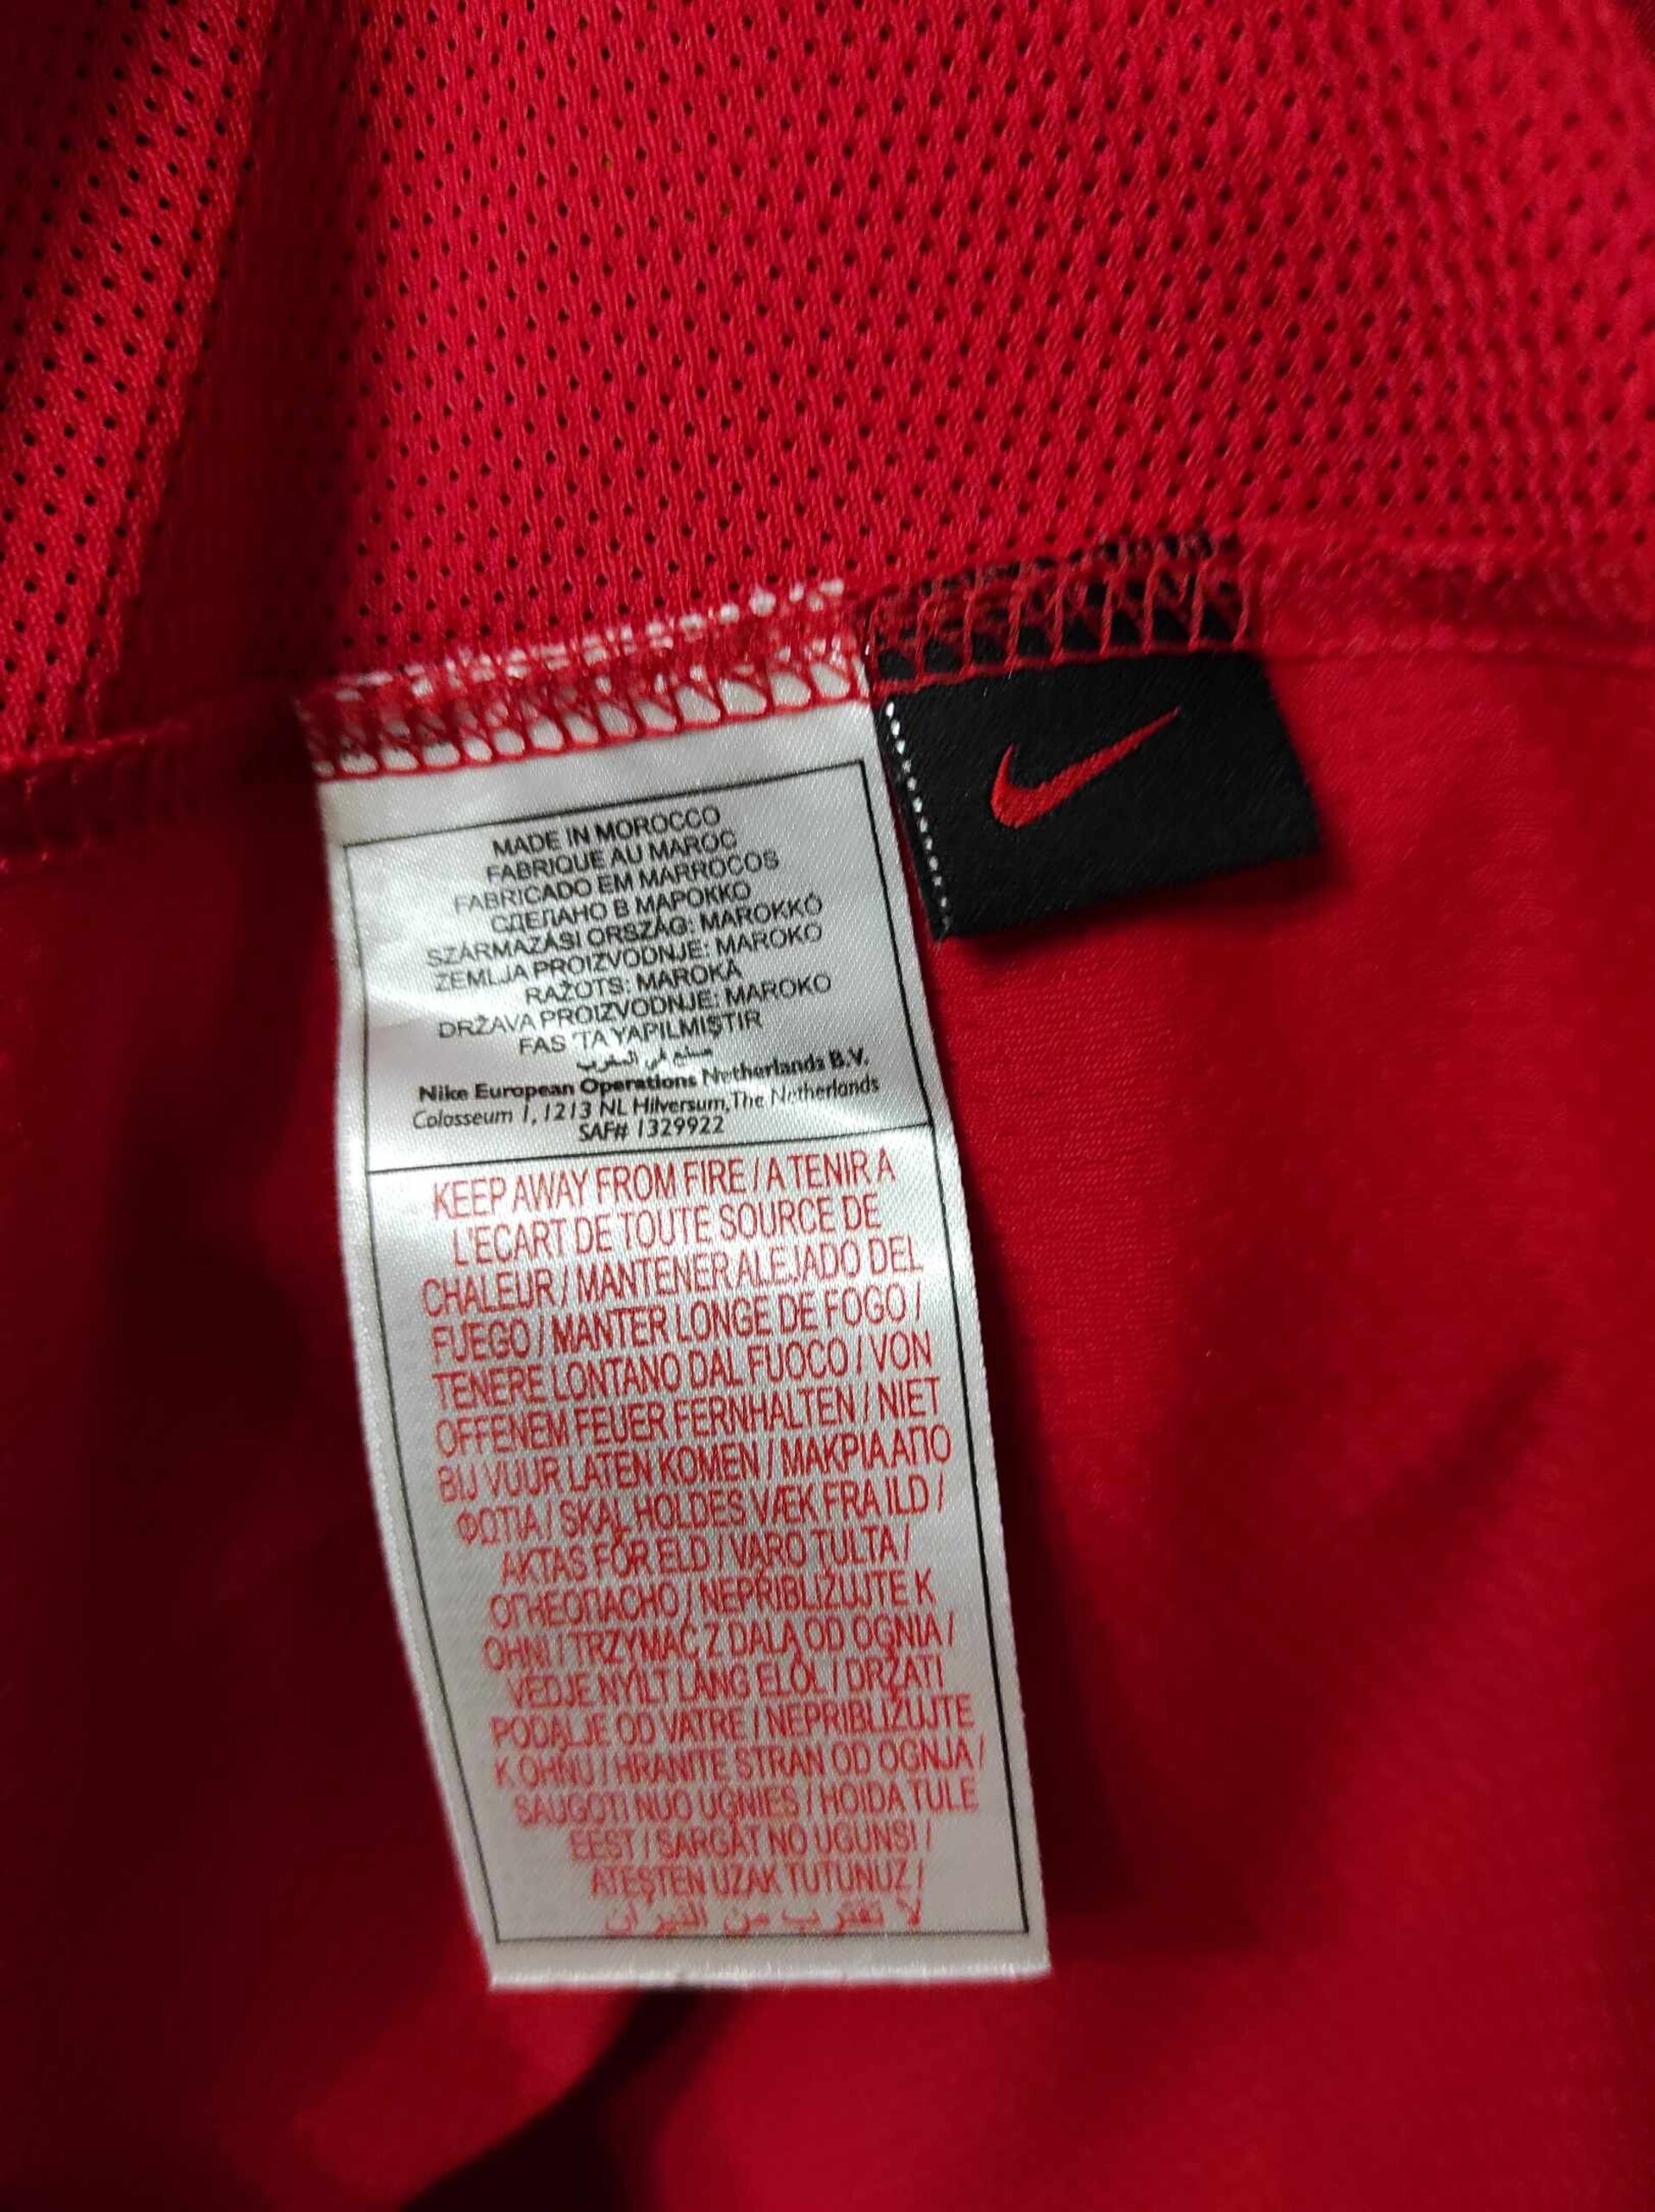 MADE IN MOROCCO
FABRIQUE AU MAROC
FABRICADO EM MARROCOS
СДЕЛАНО В МАРОККО
SZÁRMAZÁSI ORSZÁG: MAROKKÓ
ZEMLJA PROIZVODNJE: MAROKO
RAŽOTS: MAROKĀ
DRŽAVA PROIZVODNJE: MAROKO
FAS 'TA YAPILMIŞTIR
صنع في المغرب
Nike European Operations Netherlands B.V.
Colosseum 1, 1213 NL Hilversum, The Netherlands
SAF# 1329922
KEEP AWAY FROM FIRE / A TENIR A
L'ECART DE TOUTE SOURCE DE
CHALEUR / MANTENER ALEJADO DEL
FUEGO / MANTER LONGE DE FOGO /
TENERE LONTANO DAL FUOCO / VON
OFFENEM FEUER FERNHALTEN / NIET
BIJ VUUR LATEN KOMEN / ΜΑΚΡΙΑ ΑΠΟ
ΦΩΤΙΑ / SKAL HOLDES VÆK FRA ILD /
AKTAS FÖR ELD / VARO TULTA /
ОГНЕОПАСНО / NEPŘIBLIŽUJTE K
OHNI / TRZYMAĆ Z DALA OD OGNIA /
VEDJE NYÍLT LÁNG ELŐL / DRŽATI
PODALJE OD VATRE / NEPRIBLIŽUJTE
K OHŇU / HRANITE STRAN OD OGNJA /
SAUGOTI NUO UGNIES / HOIDA TULE
EEST / SARGĀT NO UGUNS! /
ATEŞTEN UZAK TUTUNUZ /
لا تقترب من النيران